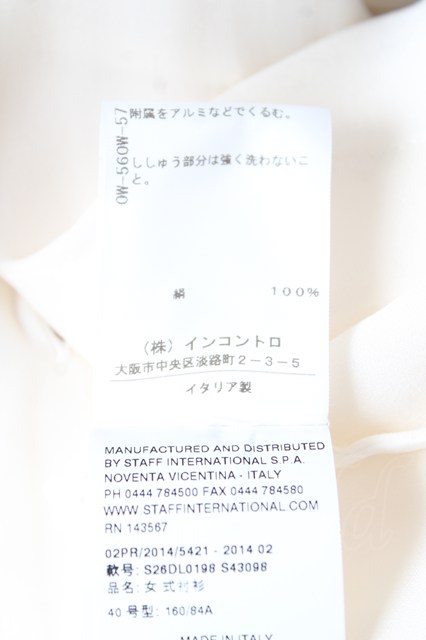 OW-56OW-57
附属をアルミなどでくるむ。
ししゅう部分は強く洗わないこ
と。
絹 100%
(株) インコントロ
大阪市中央区淡路町2-3-5
イタリア製
MANUFACTURED AND DISTRIBUTED
BY STAFF INTERNATIONAL S.P.A.
NOVENTA VICENTINA - ITALY
PH 0444 784500 FAX 0444 784580
WWW.STAFFINTERNATIONAL.COM
RN 143567
02PR/2014/5421 - 2014 02
款号: S26DL0198 S43098
品名: 女式衬衫
40 号型: 160/84A
MADE IN ITALY